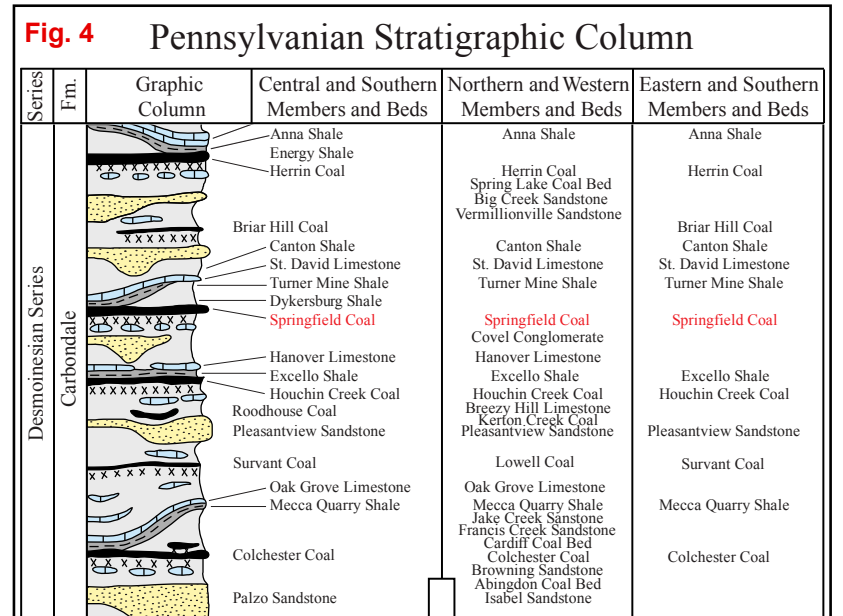 Fig. 4
Pennsylvanian Stratigraphic Column
Series
Fm.
Graphic
Column
Central and Southern
Members and Beds
Northern and Western
Members and Beds
Eastern and Southern
Members and Beds
Desmoinesian Series
Carbondale
Anna Shale
Energy Shale
Herrin Coal
Briar Hill Coal
Canton Shale
St. David Limestone
Turner Mine Shale
Dykersburg Shale
Springfield Coal
Hanover Limestone
Excello Shale
Houchin Creek Coal
Roodhouse Coal
Pleasantview Sandstone
Survant Coal
Oak Grove Limestone
Mecca Quarry Shale
Colchester Coal
Palzo Sandstone
Anna Shale
Herrin Coal
Spring Lake Coal Bed
Big Creek Sandstone
Vermillionville Sandstone
Canton Shale
St. David Limestone
Turner Mine Shale
Springfield Coal
Covel Conglomerate
Hanover Limestone
Excello Shale
Houchin Creek Coal
Breezy Hill Limestone
Kerton Creek Coal
Pleasantview Sandstone
Lowell Coal
Oak Grove Limestone
Mecca Quarry Shale
Jake Creek Sanstone
Francis Creek Sandstone
Cardiff Coal Bed
Colchester Coal
Browning Sandstone
Abingdon Coal Bed
Isabel Sandstone
Anna Shale
Herrin Coal
Briar Hill Coal
Canton Shale
St. David Limestone
Turner Mine Shale
Springfield Coal
Excello Shale
Houchin Creek Coal
Pleasantview Sandstone
Survant Coal
Mecca Quarry Shale
Colchester Coal